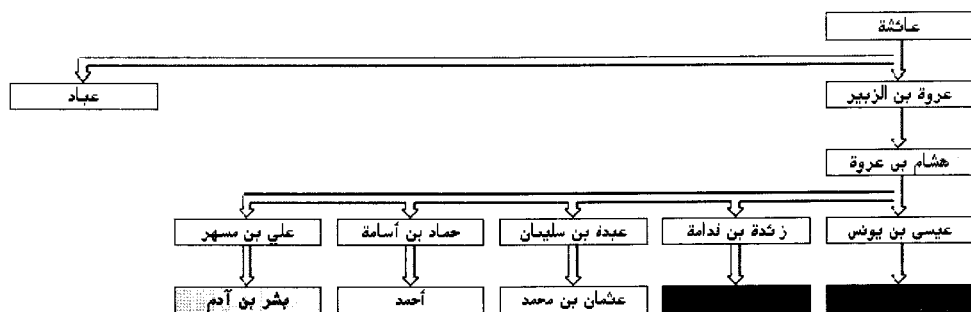 عائشة
عروة بن الزبير
عباد
هشام بن عروة
عيسى بن يونس
زئدة بن قدامة
عبدة بن سليمان
حماد بن أسامة
علي بن مسهر
عثمان بن محمد
أحمد
بشر بن آدم